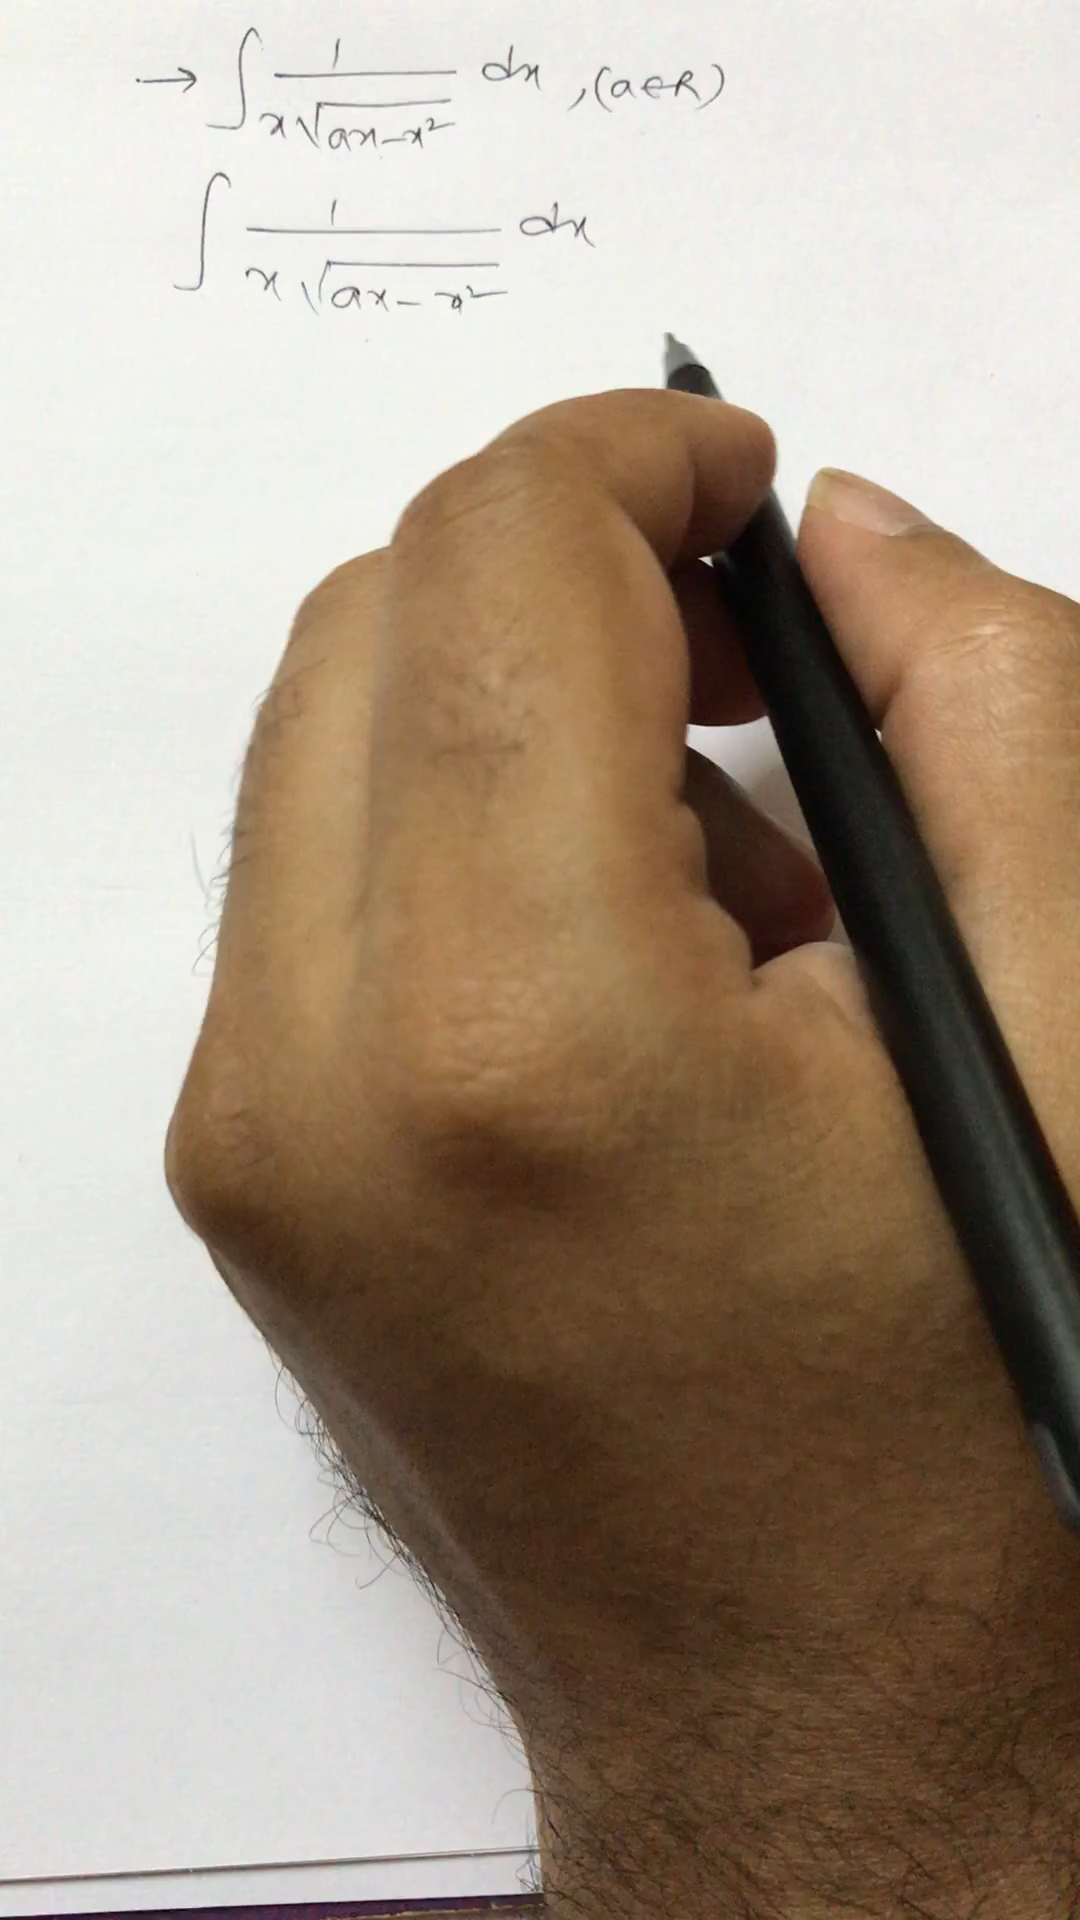 → ∫ 1/(x√(ax-x²)) dx, (a∈R)
∫ 1/(x√(ax-x²)) dx